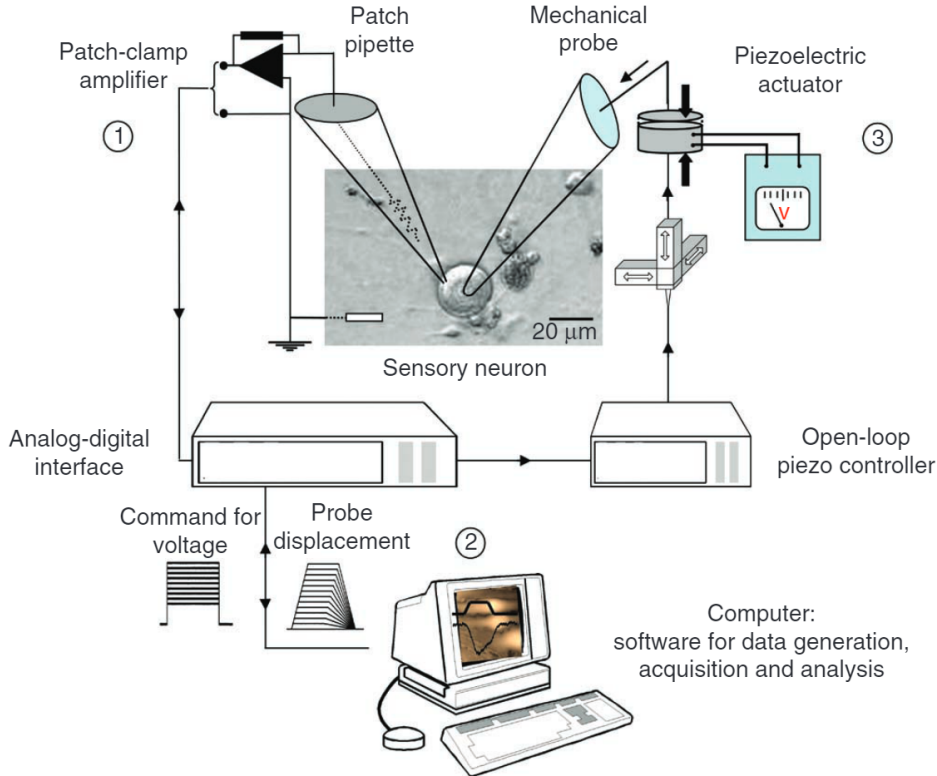 Patch
pipette
Mechanical
probe
Patch-clamp
amplifier
Piezoelectric
actuator
1
3
V
20 μm
Sensory neuron
Analog-digital
interface
Open-loop
piezo controller
Command for
voltage
Probe
displacement
2
Computer:
software for data generation,
acquisition and analysis